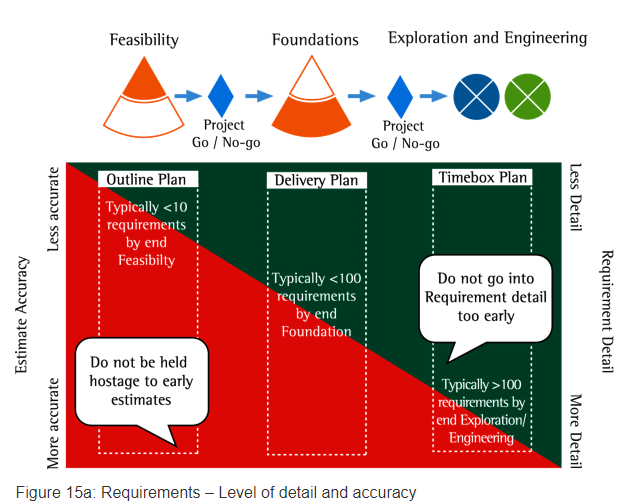 Feasibility
Foundations
Exploration and Engineering
Project
Go / No-go
Project
Go / No-go
Estimate Accuracy
Less accurate
More accurate
Outline Plan
Typically <10
requirements
by end
Feasibilty
Do not be held
hostage to early
estimates
Delivery Plan
Typically <100
requirements
by end
Foundation
Timebox Plan
Do not go into
Requirement detail
too early
Typically >100
requirements by
end Exploration/
Engineering
Less Detail
More Detail
Requirement Detail
Figure 15a: Requirements – Level of detail and accuracy